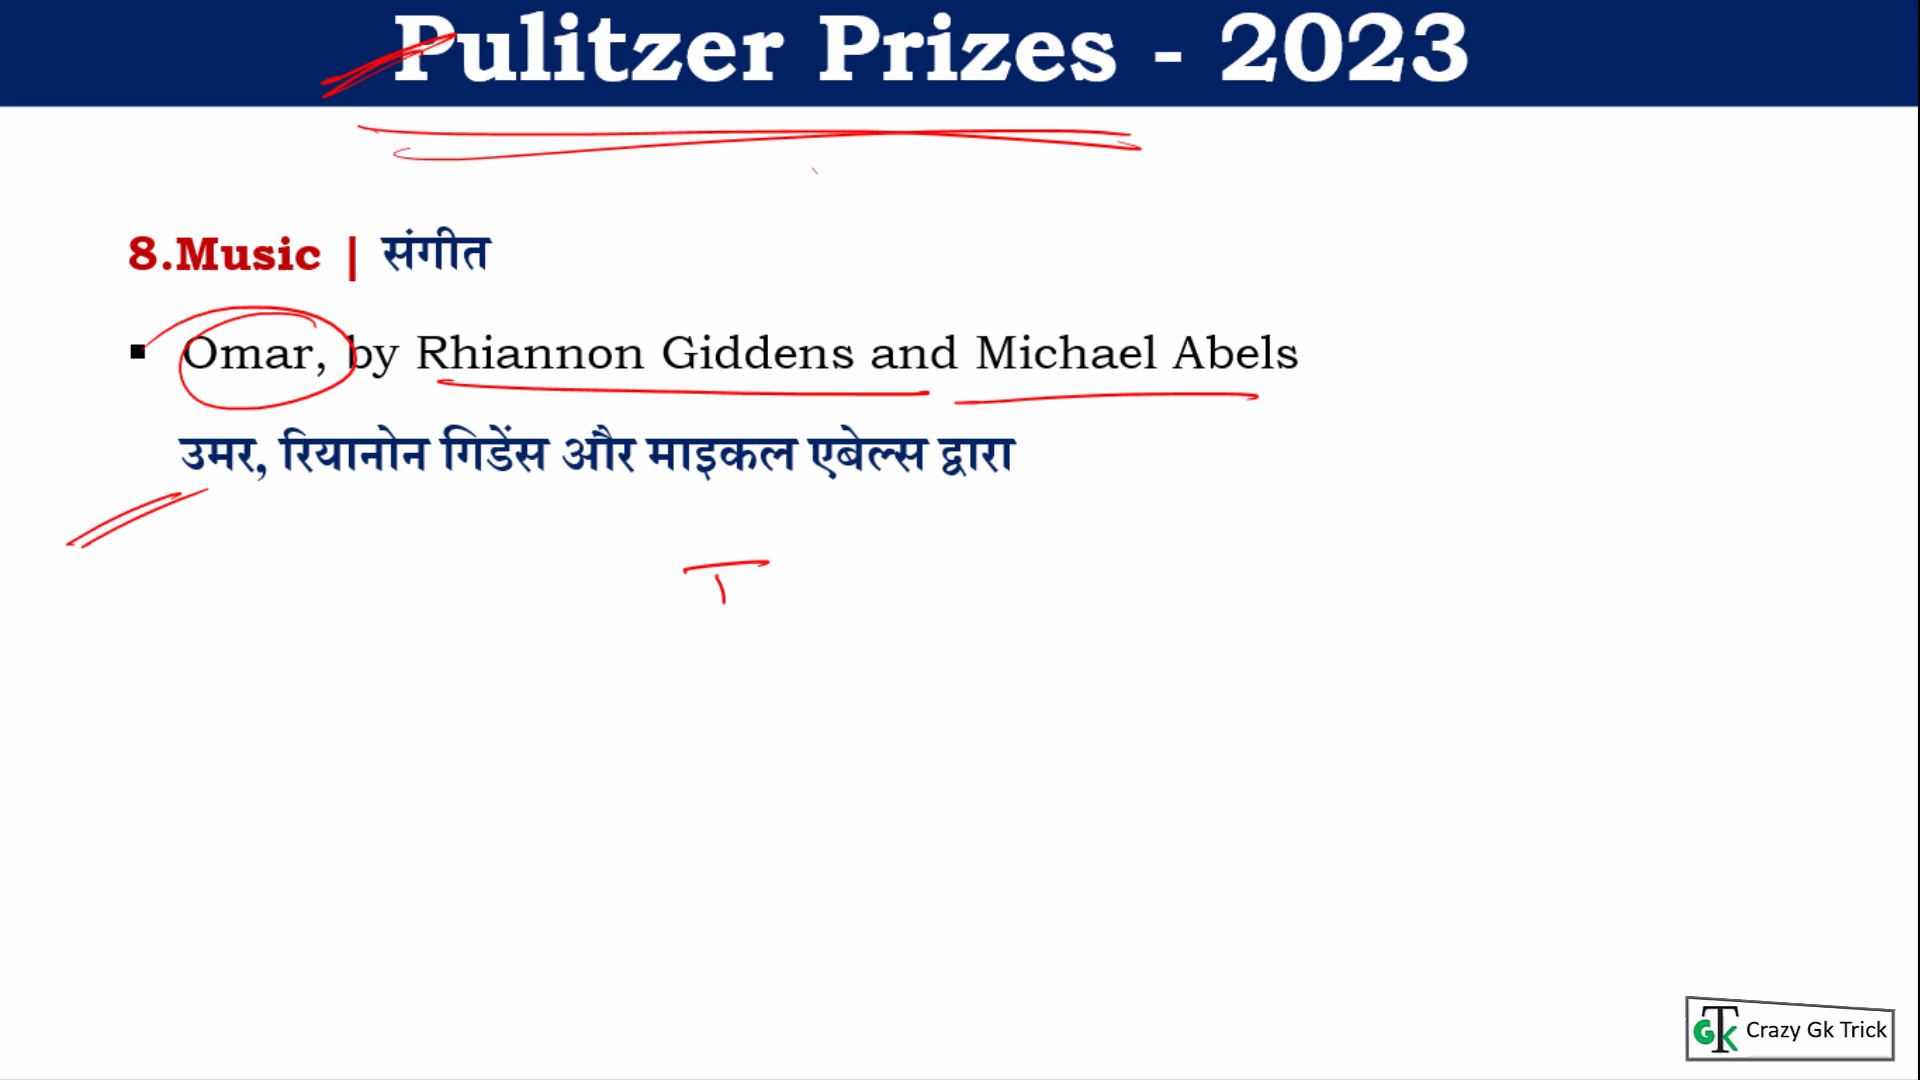 Pulitzer Prizes - 2023
8.Music | संगीत
▪ Omar, by Rhiannon Giddens and Michael Abels
उमर, रियानोन गिडेंस और माइकल एबेल्स द्वारा
GTK Crazy Gk Trick